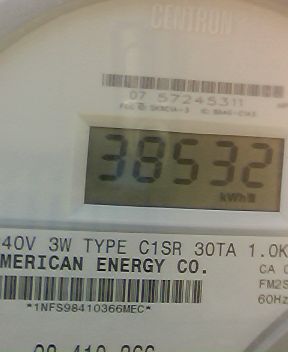 CENTRON
07 57245311
38532
kWh
40V 3W TYPE C1SR 30TA 1.0K
MERICAN ENERGY CO.
CA 0
FM2S
60Hz
*1NFS98410366MEC*